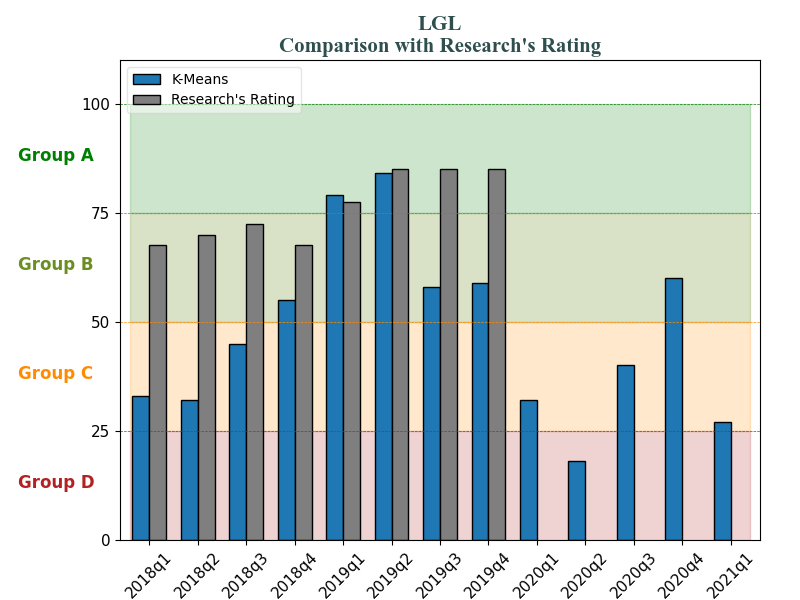 LGL
Comparison with Research's Rating
K-Means
Research's Rating
100
Group A
75
Group B
50
Group C
25
Group D
0
2018q1
2018q2
2018q3
2018q4
2019q1
2019q2
2019q3
2019q4
2020q1
2020q2
2020q3
2020q4
2021q1